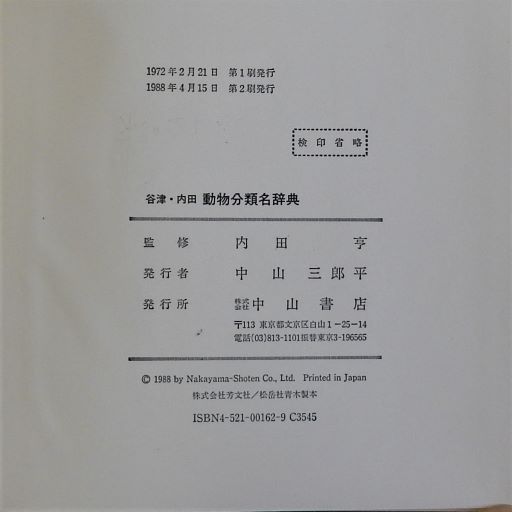 1972年2月21日 第1刷発行
1988年4月15日 第2刷発行
検印省略
谷津・内田 動物分類名辞典
監修 内田 亨
発行者 中山三郎平
発行所 株式会社中山書店
〒113 東京都文京区白山1-25-14
電話(03)813-1101振替東京3-196565
© 1988 by Nakayama-Shoten Co., Ltd. Printed in Japan
株式会社芳文社/松岳社青木製本
ISBN4-521-00162-9 C3545